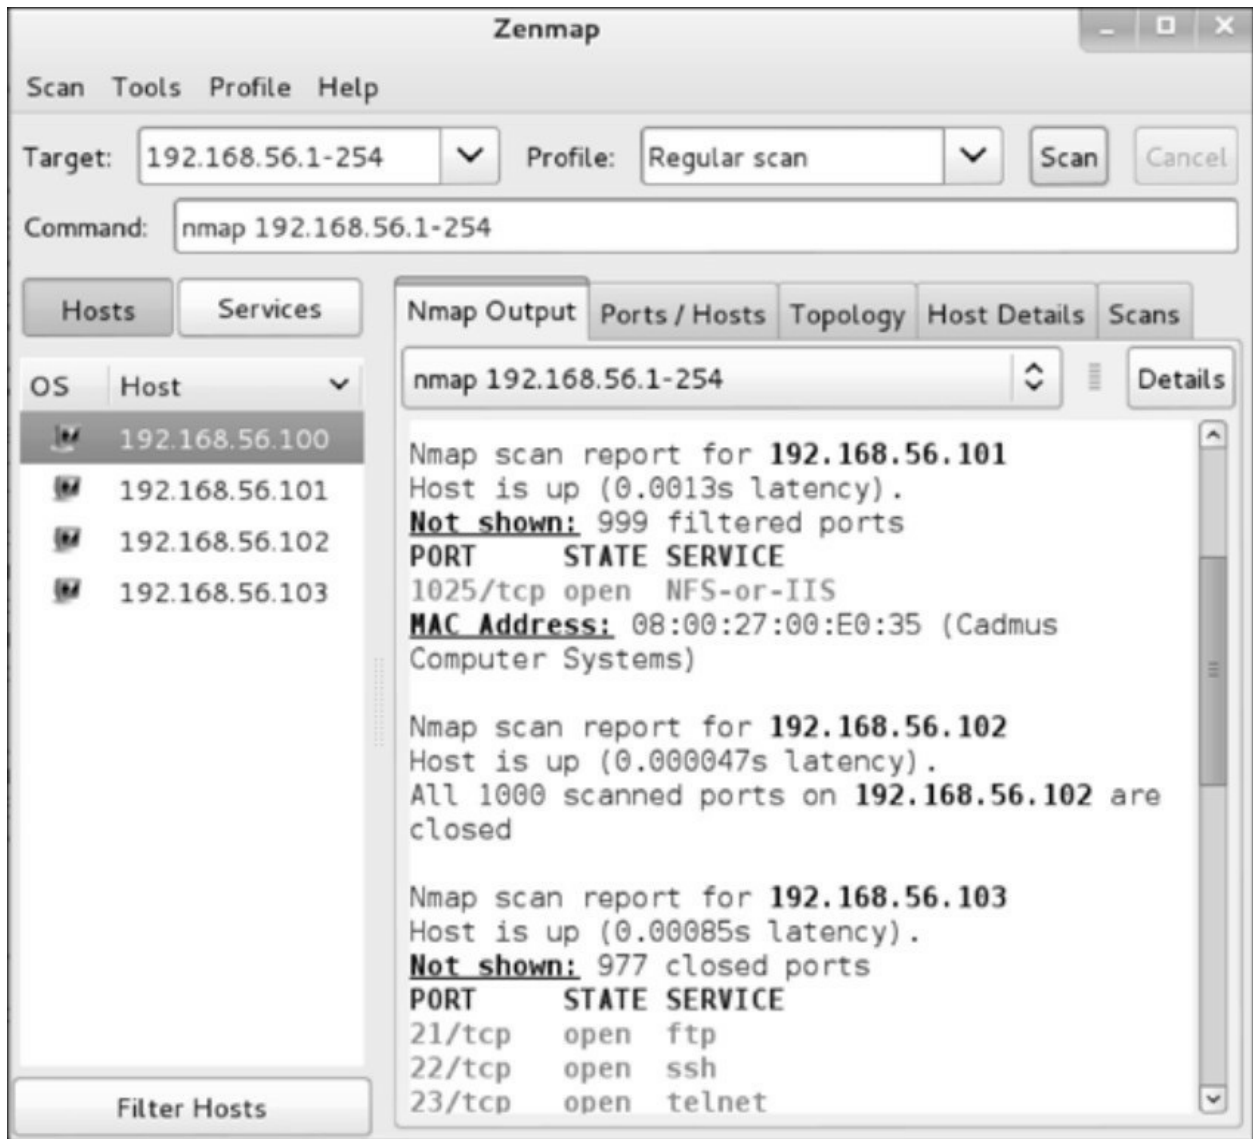 Zenmap
Scan Tools Profile Help
Target: 192.168.56.1-254 Profile: Regular scan Scan Cancel
Command: nmap 192.168.56.1-254
Hosts Services
Nmap Output Ports / Hosts Topology Host Details Scans
OS Host
nmap 192.168.56.1-254 Details
192.168.56.100
192.168.56.101
192.168.56.102
192.168.56.103
Nmap scan report for 192.168.56.101
Host is up (0.0013s latency).
Not shown: 999 filtered ports
PORT STATE SERVICE
1025/tcp open NFS-or-IIS
MAC Address: 08:00:27:00:E0:35 (Cadmus
Computer Systems)
Nmap scan report for 192.168.56.102
Host is up (0.000047s latency).
All 1000 scanned ports on 192.168.56.102 are
closed
Nmap scan report for 192.168.56.103
Host is up (0.00085s latency).
Not shown: 977 closed ports
PORT STATE SERVICE
21/tcp open ftp
22/tcp open ssh
23/tcp open telnet
Filter Hosts